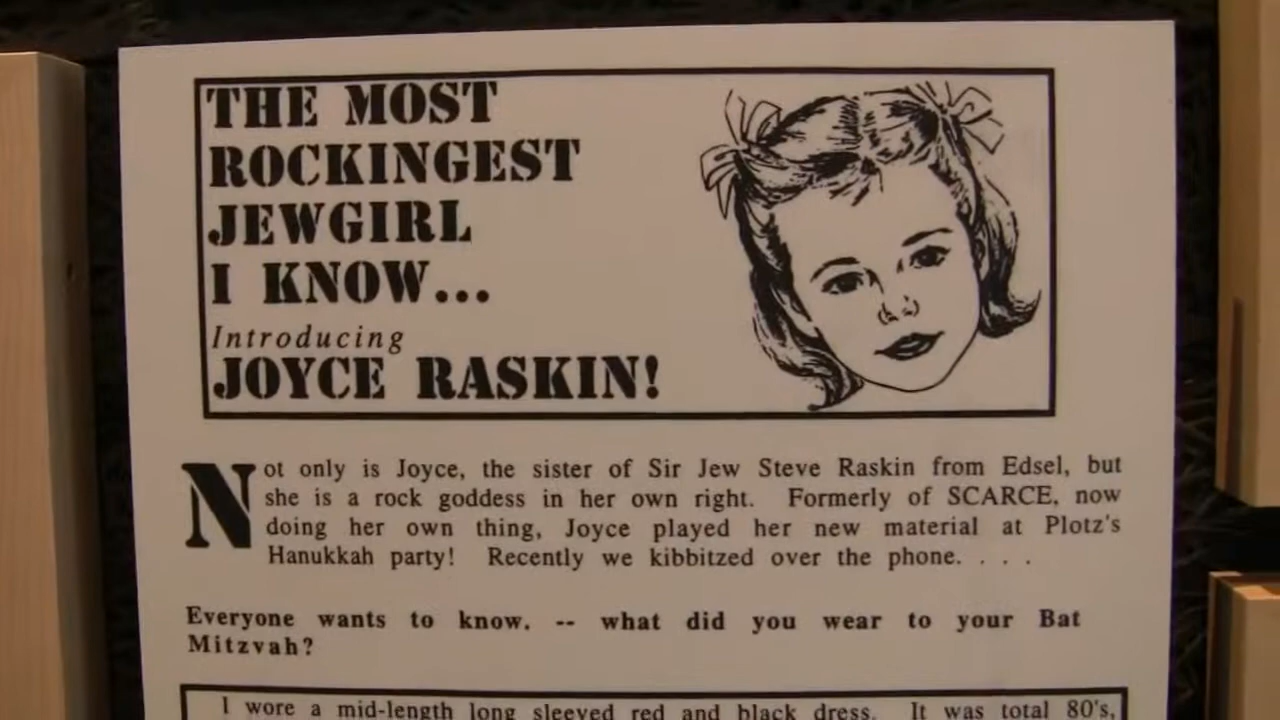 THE MOST
ROCKINGEST
JEWGIRL
I KNOW...
Introducing
JOYCE RASKIN!
Not only is Joyce, the sister of Sir Jew Steve Raskin from Edsel, but
she is a rock goddess in her own right. Formerly of SCARCE, now
doing her own thing, Joyce played her new material at Plotz's
Hanukkah party! Recently we kibbitzed over the phone. . . .
Everyone wants to know. -- what did you wear to your Bat
Mitzvah?
I wore a mid-length long sleeved red and black dress. It was total 80's,